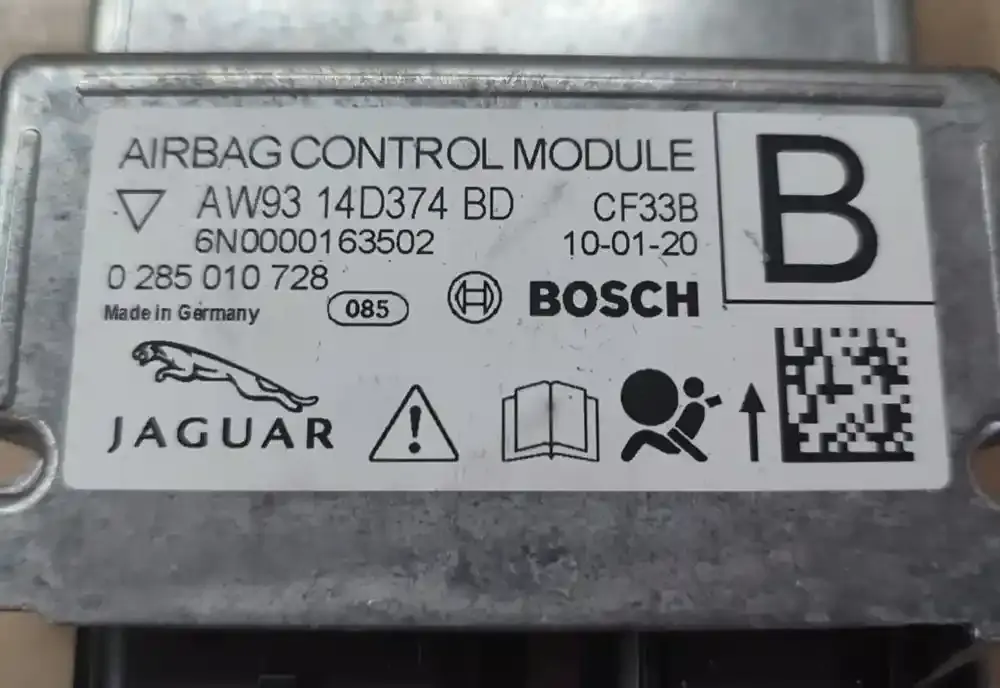 AIRBAG CONTROL MODULE
B
AW93 14D374 BD CF33B
6N0000163502 10-01-20
0 285 010 728
Made in Germany 085 BOSCH
JAGUAR